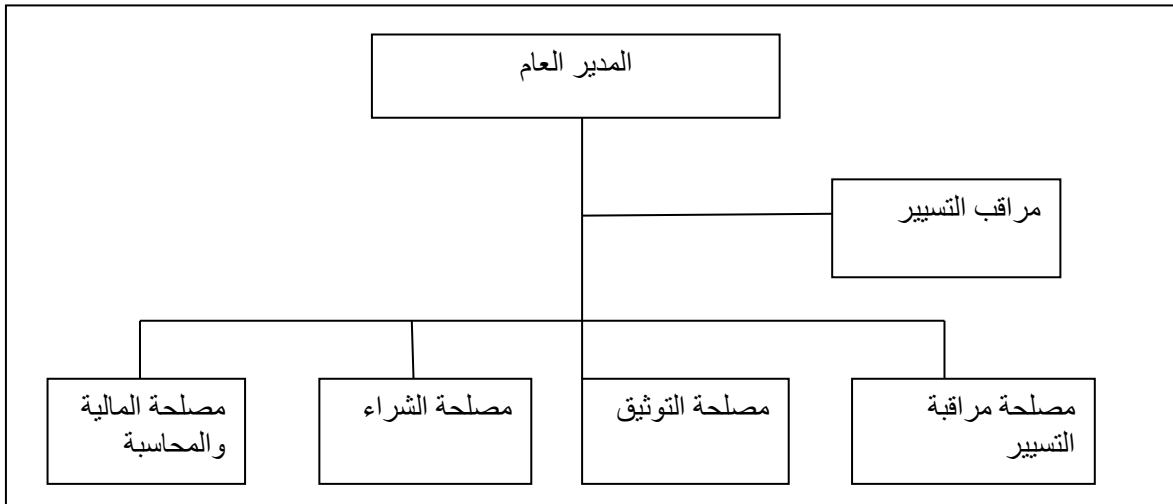 المدير العام
مراقب التسيير
مصلحة مراقبة
التسيير
مصلحة التوثيق
مصلحة الشراء
مصلحة المالية
والمحاسبة